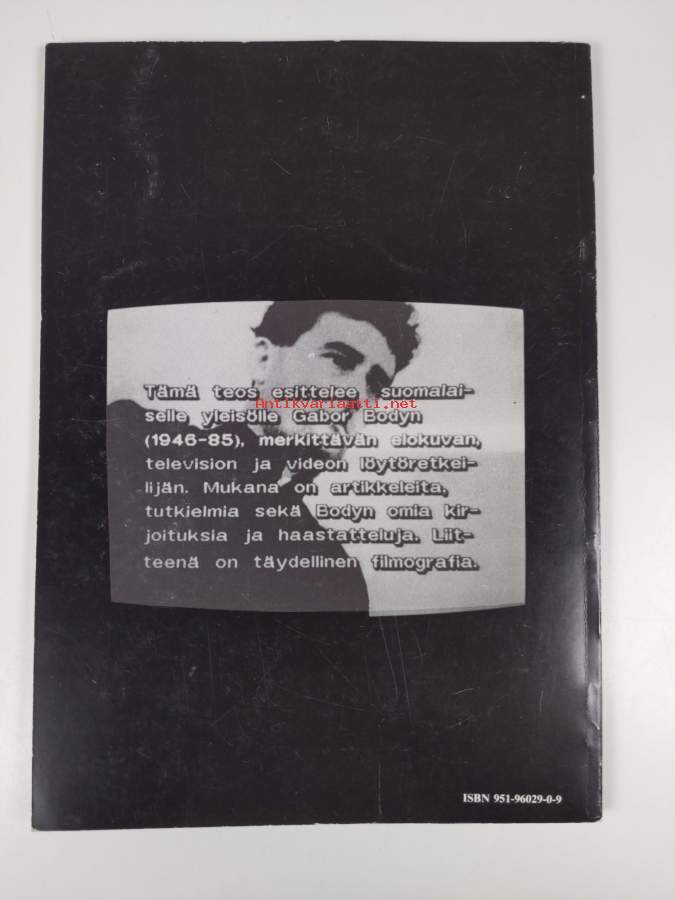 Tämä teos esittelee suomalai-
Antikvariaatti.net
selle yleisölle Gabor Bodyn
(1946-85), merkittävän elokuvan,
television ja videon löytöretkei-
lijän. Mukana on artikkeleita,
tutkielmia sekä Bodyn omia kir-
joituksia ja haastatteluja. Liit-
teenä on täydellinen filmografia.
ISBN 951-96029-0-9